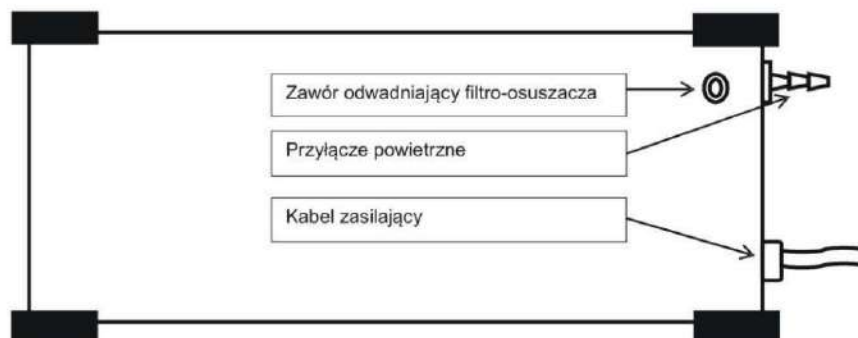 Zawór odwadniający filtro-osuszacza
Przyłącze powietrzne
Kabel zasilający